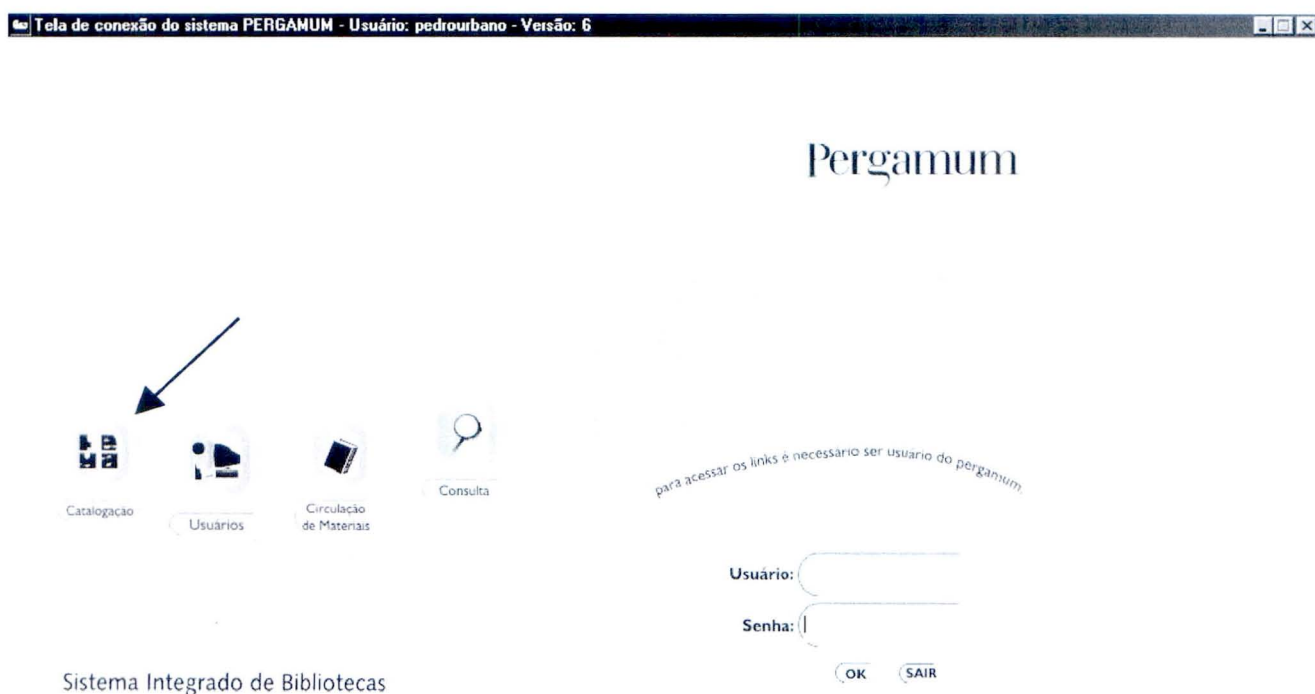 Tela de conexão do sistema PERGAMUM - Usuário: pedrourbano - Versão: 6
Pergamum
Catalogação
Usuários
Circulação
de Materiais
Consulta
para acessar os links é necessário ser usuário do pergamum.
Usuário:
Senha:
OK SAIR
Sistema Integrado de Bibliotecas